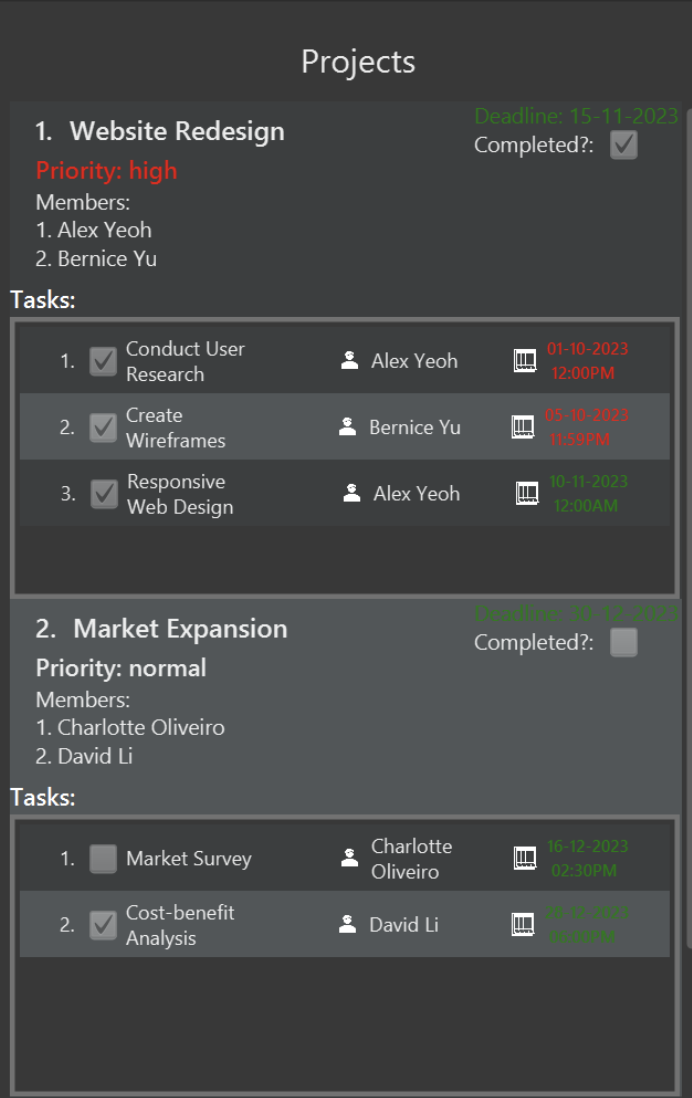 Projects
1. Website Redesign
Deadline: 15-11-2023
Completed?:
Priority: high
Members:
1. Alex Yeoh
2. Bernice Yu
Tasks:
1. Conduct User
Research
Alex Yeoh
01-10-2023
12:00PM
2. Create
Wireframes
Bernice Yu
05-10-2023
11:59PM
3. Responsive
Web Design
Alex Yeoh
10-11-2023
12:00AM
2. Market Expansion
Deadline: 30-12-2023
Completed?:
Priority: normal
Members:
1. Charlotte Oliveiro
2. David Li
Tasks:
1. Market Survey
Charlotte
Oliveiro
16-12-2023
02:30PM
2. Cost-benefit
Analysis
David Li
28-12-2023
06:00PM